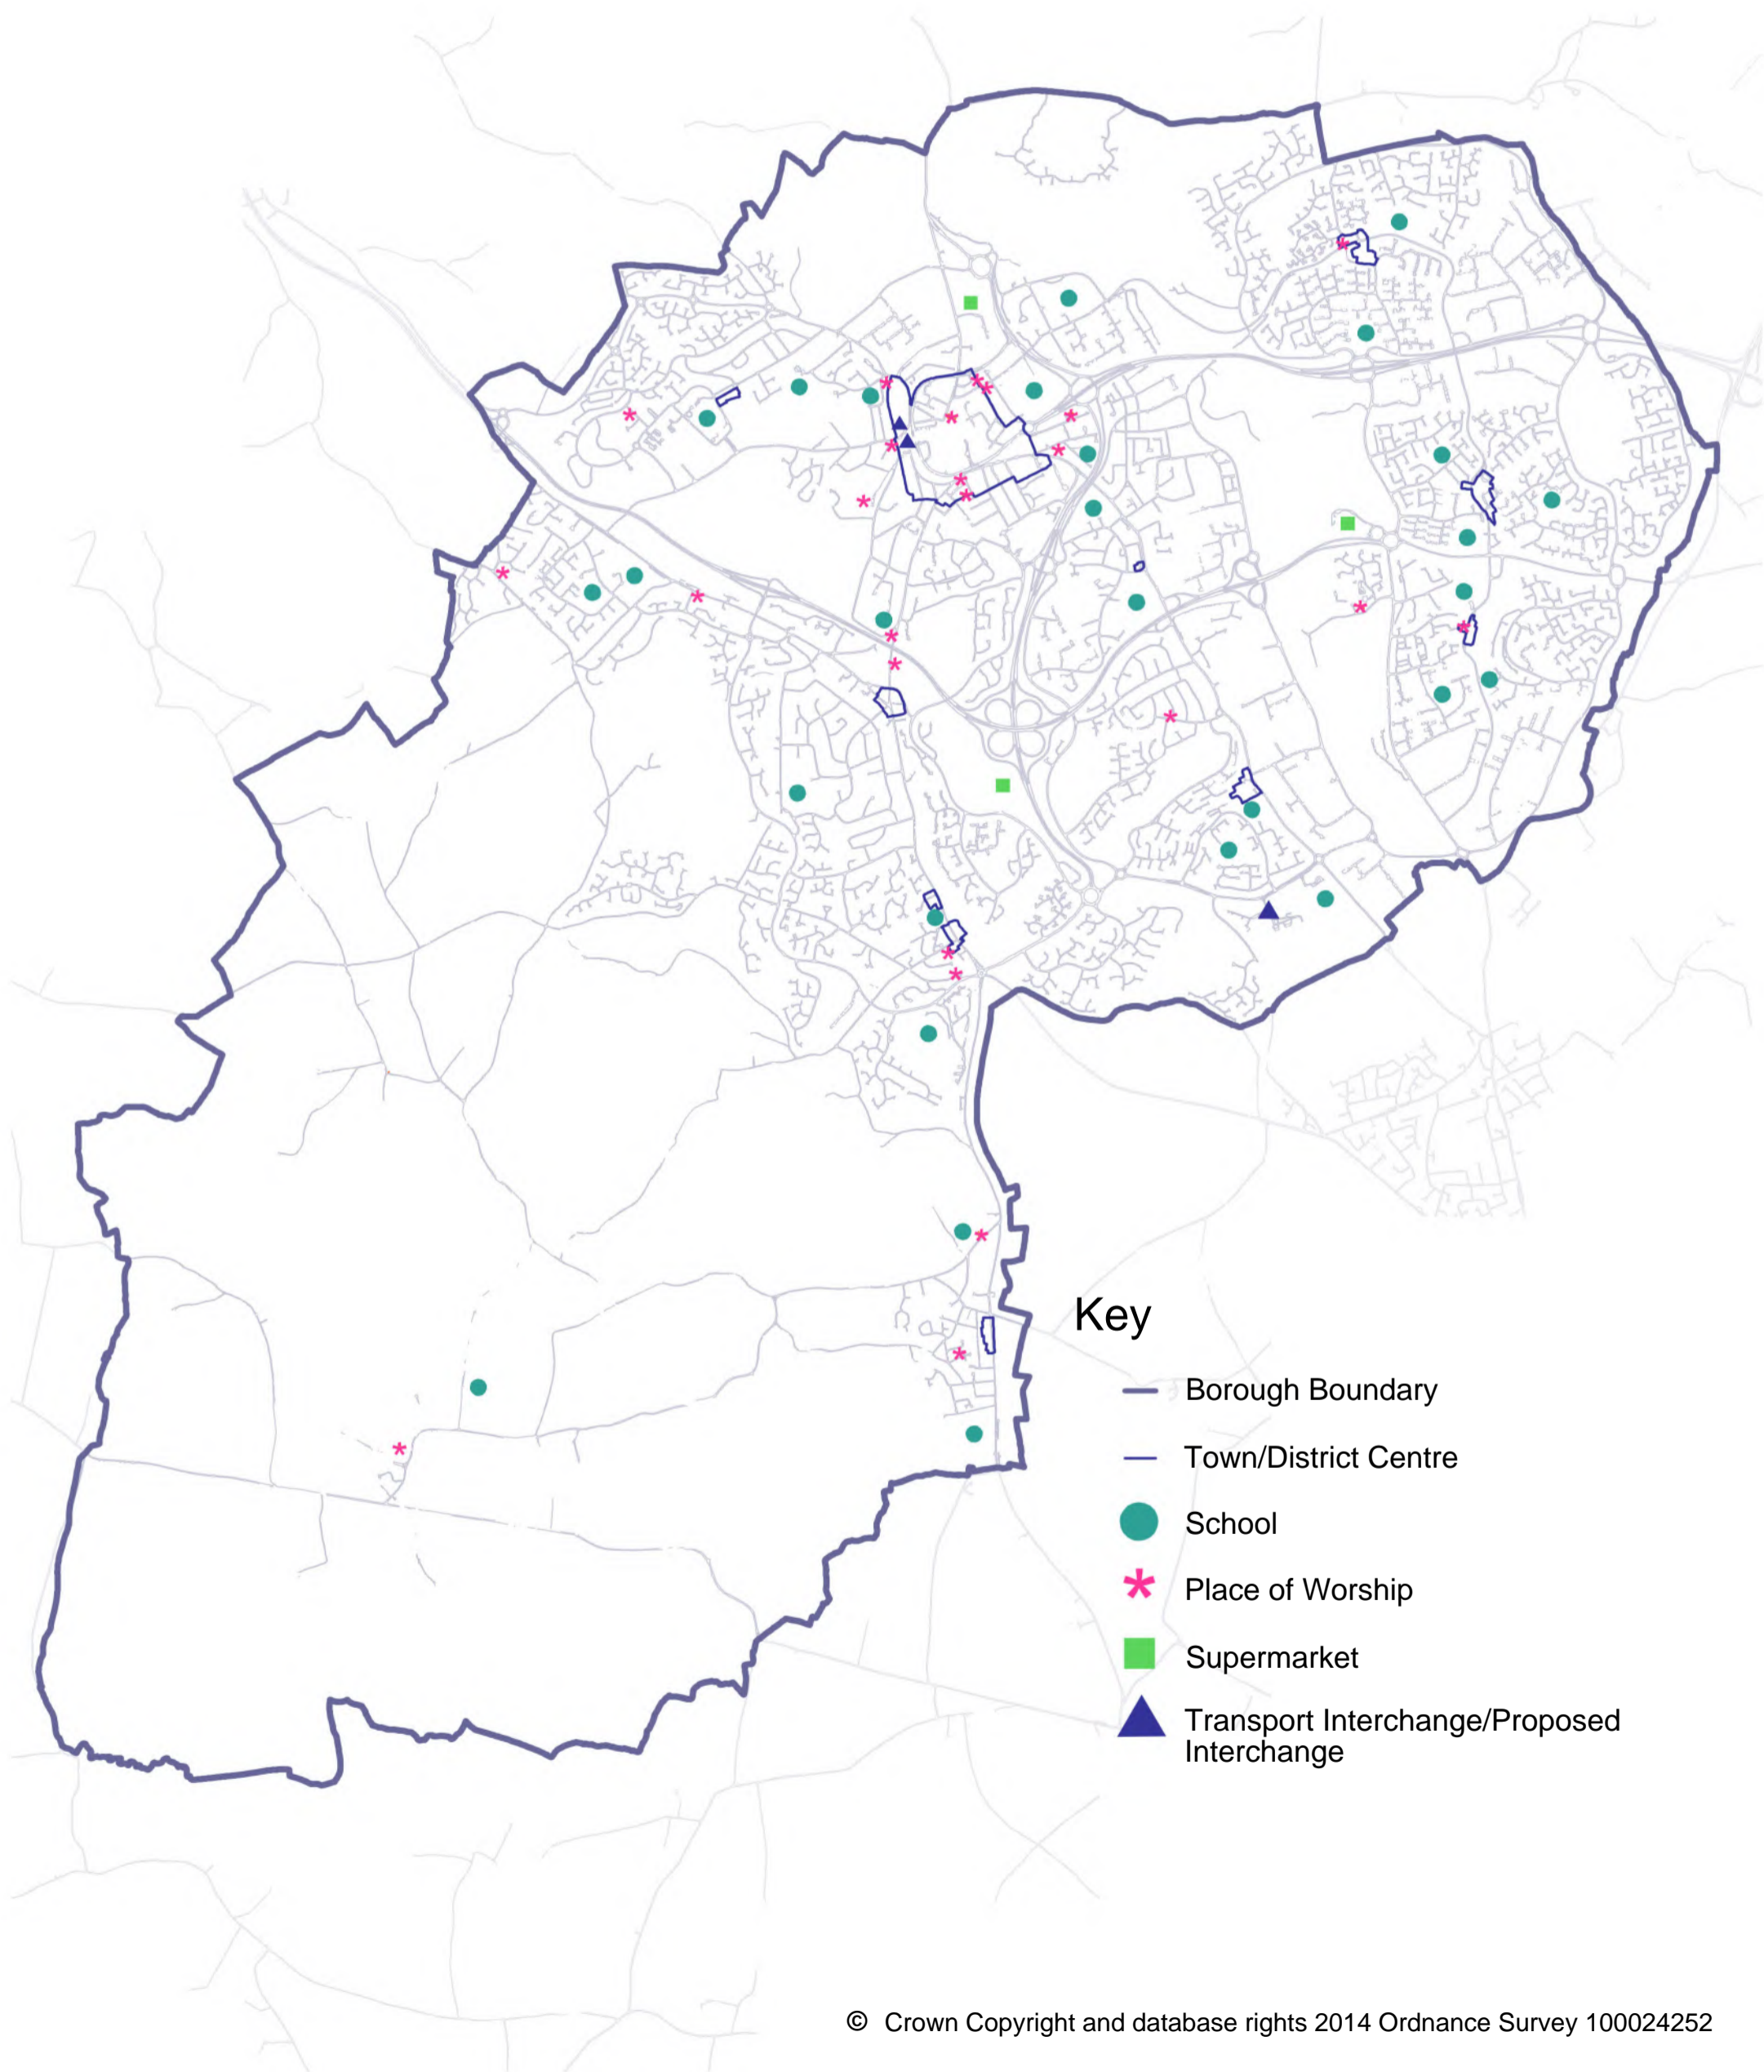 Key
Borough Boundary
Town/District Centre
School
Place of Worship
Supermarket
Transport Interchange/Proposed
Interchange
© Crown Copyright and database rights 2014 Ordnance Survey 100024252